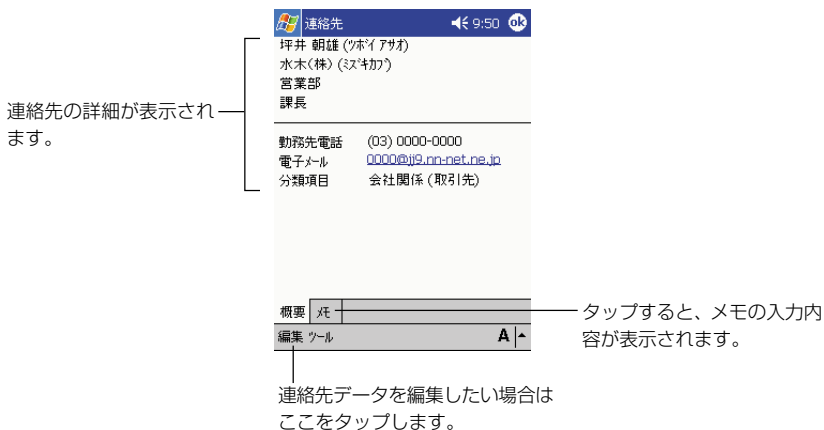 連絡先 9:50 ok
坪井 朝雄 (ﾂﾎﾞｲ ｱｻｵ)
水木(株) (ﾐｽﾞｷｶﾌﾞ)
営業部
課長
連絡先の詳細が表示され
ます。
勤務先電話 (03) 0000-0000
電子ﾒｰﾙ 0000@jj9.nn-net.ne.jp
分類項目 会社関係 (取引先)
概要 ﾒﾓ
タップすると、メモの入力内
容が表示されます。
編集 ﾂｰﾙ A
連絡先データを編集したい場合は
ここをタップします。